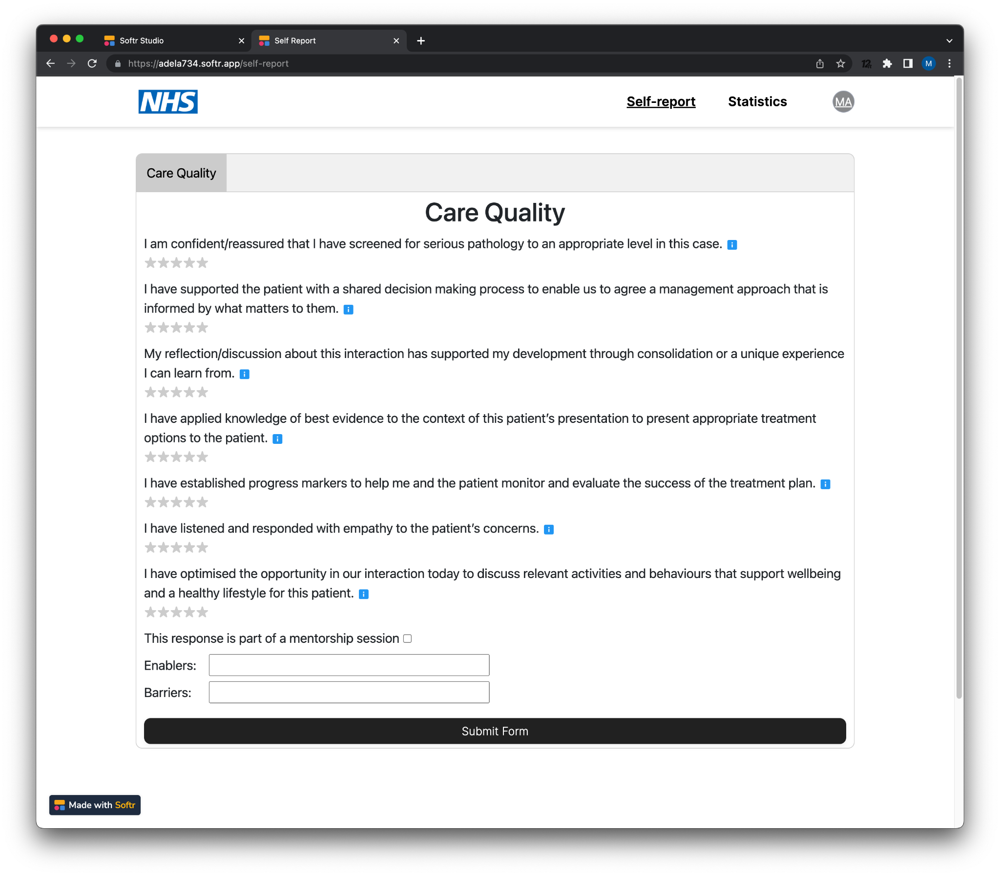 Softr Studio
Self Report
https://adela734.softr.app/self-report
12ft
M
NHS
Self-report
Statistics
MA
Care Quality
Care Quality
I am confident/reassured that I have screened for serious pathology to an appropriate level in this case. i
I have supported the patient with a shared decision making process to enable us to agree a management approach that is
informed by what matters to them. i
My reflection/discussion about this interaction has supported my development through consolidation or a unique experience
I can learn from. i
I have applied knowledge of best evidence to the context of this patient’s presentation to present appropriate treatment
options to the patient. i
I have established progress markers to help me and the patient monitor and evaluate the success of the treatment plan. i
I have listened and responded with empathy to the patient’s concerns. i
I have optimised the opportunity in our interaction today to discuss relevant activities and behaviours that support wellbeing
and a healthy lifestyle for this patient. i
This response is part of a mentorship session
Enablers:
Barriers:
Submit Form
Made with Softr